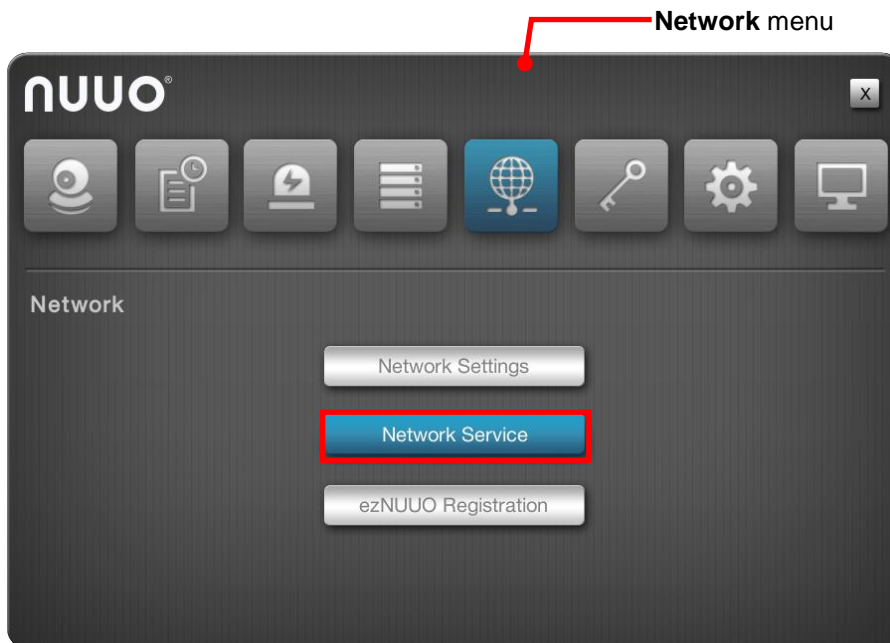 Network menu
nuuo®
X
Network
Network Settings
Network Service
ezNUUO Registration